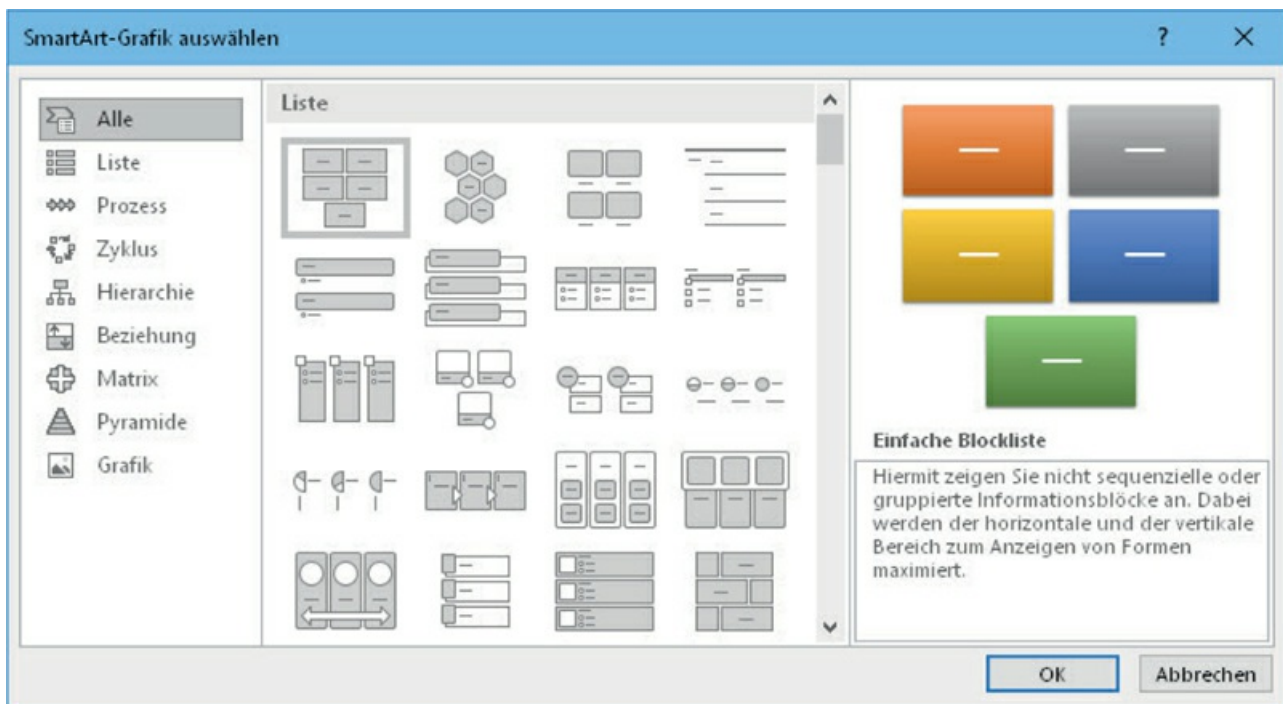 SmartArt-Grafik auswählen
?
Alle
Liste
Prozess
Zyklus
Hierarchie
Beziehung
Matrix
Pyramide
Grafik
Liste
Einfache Blockliste
Hiermit zeigen Sie nicht sequenzielle oder
gruppierte Informationsblöcke an. Dabei
werden der horizontale und der vertikale
Bereich zum Anzeigen von Formen
maximiert.
OK
Abbrechen